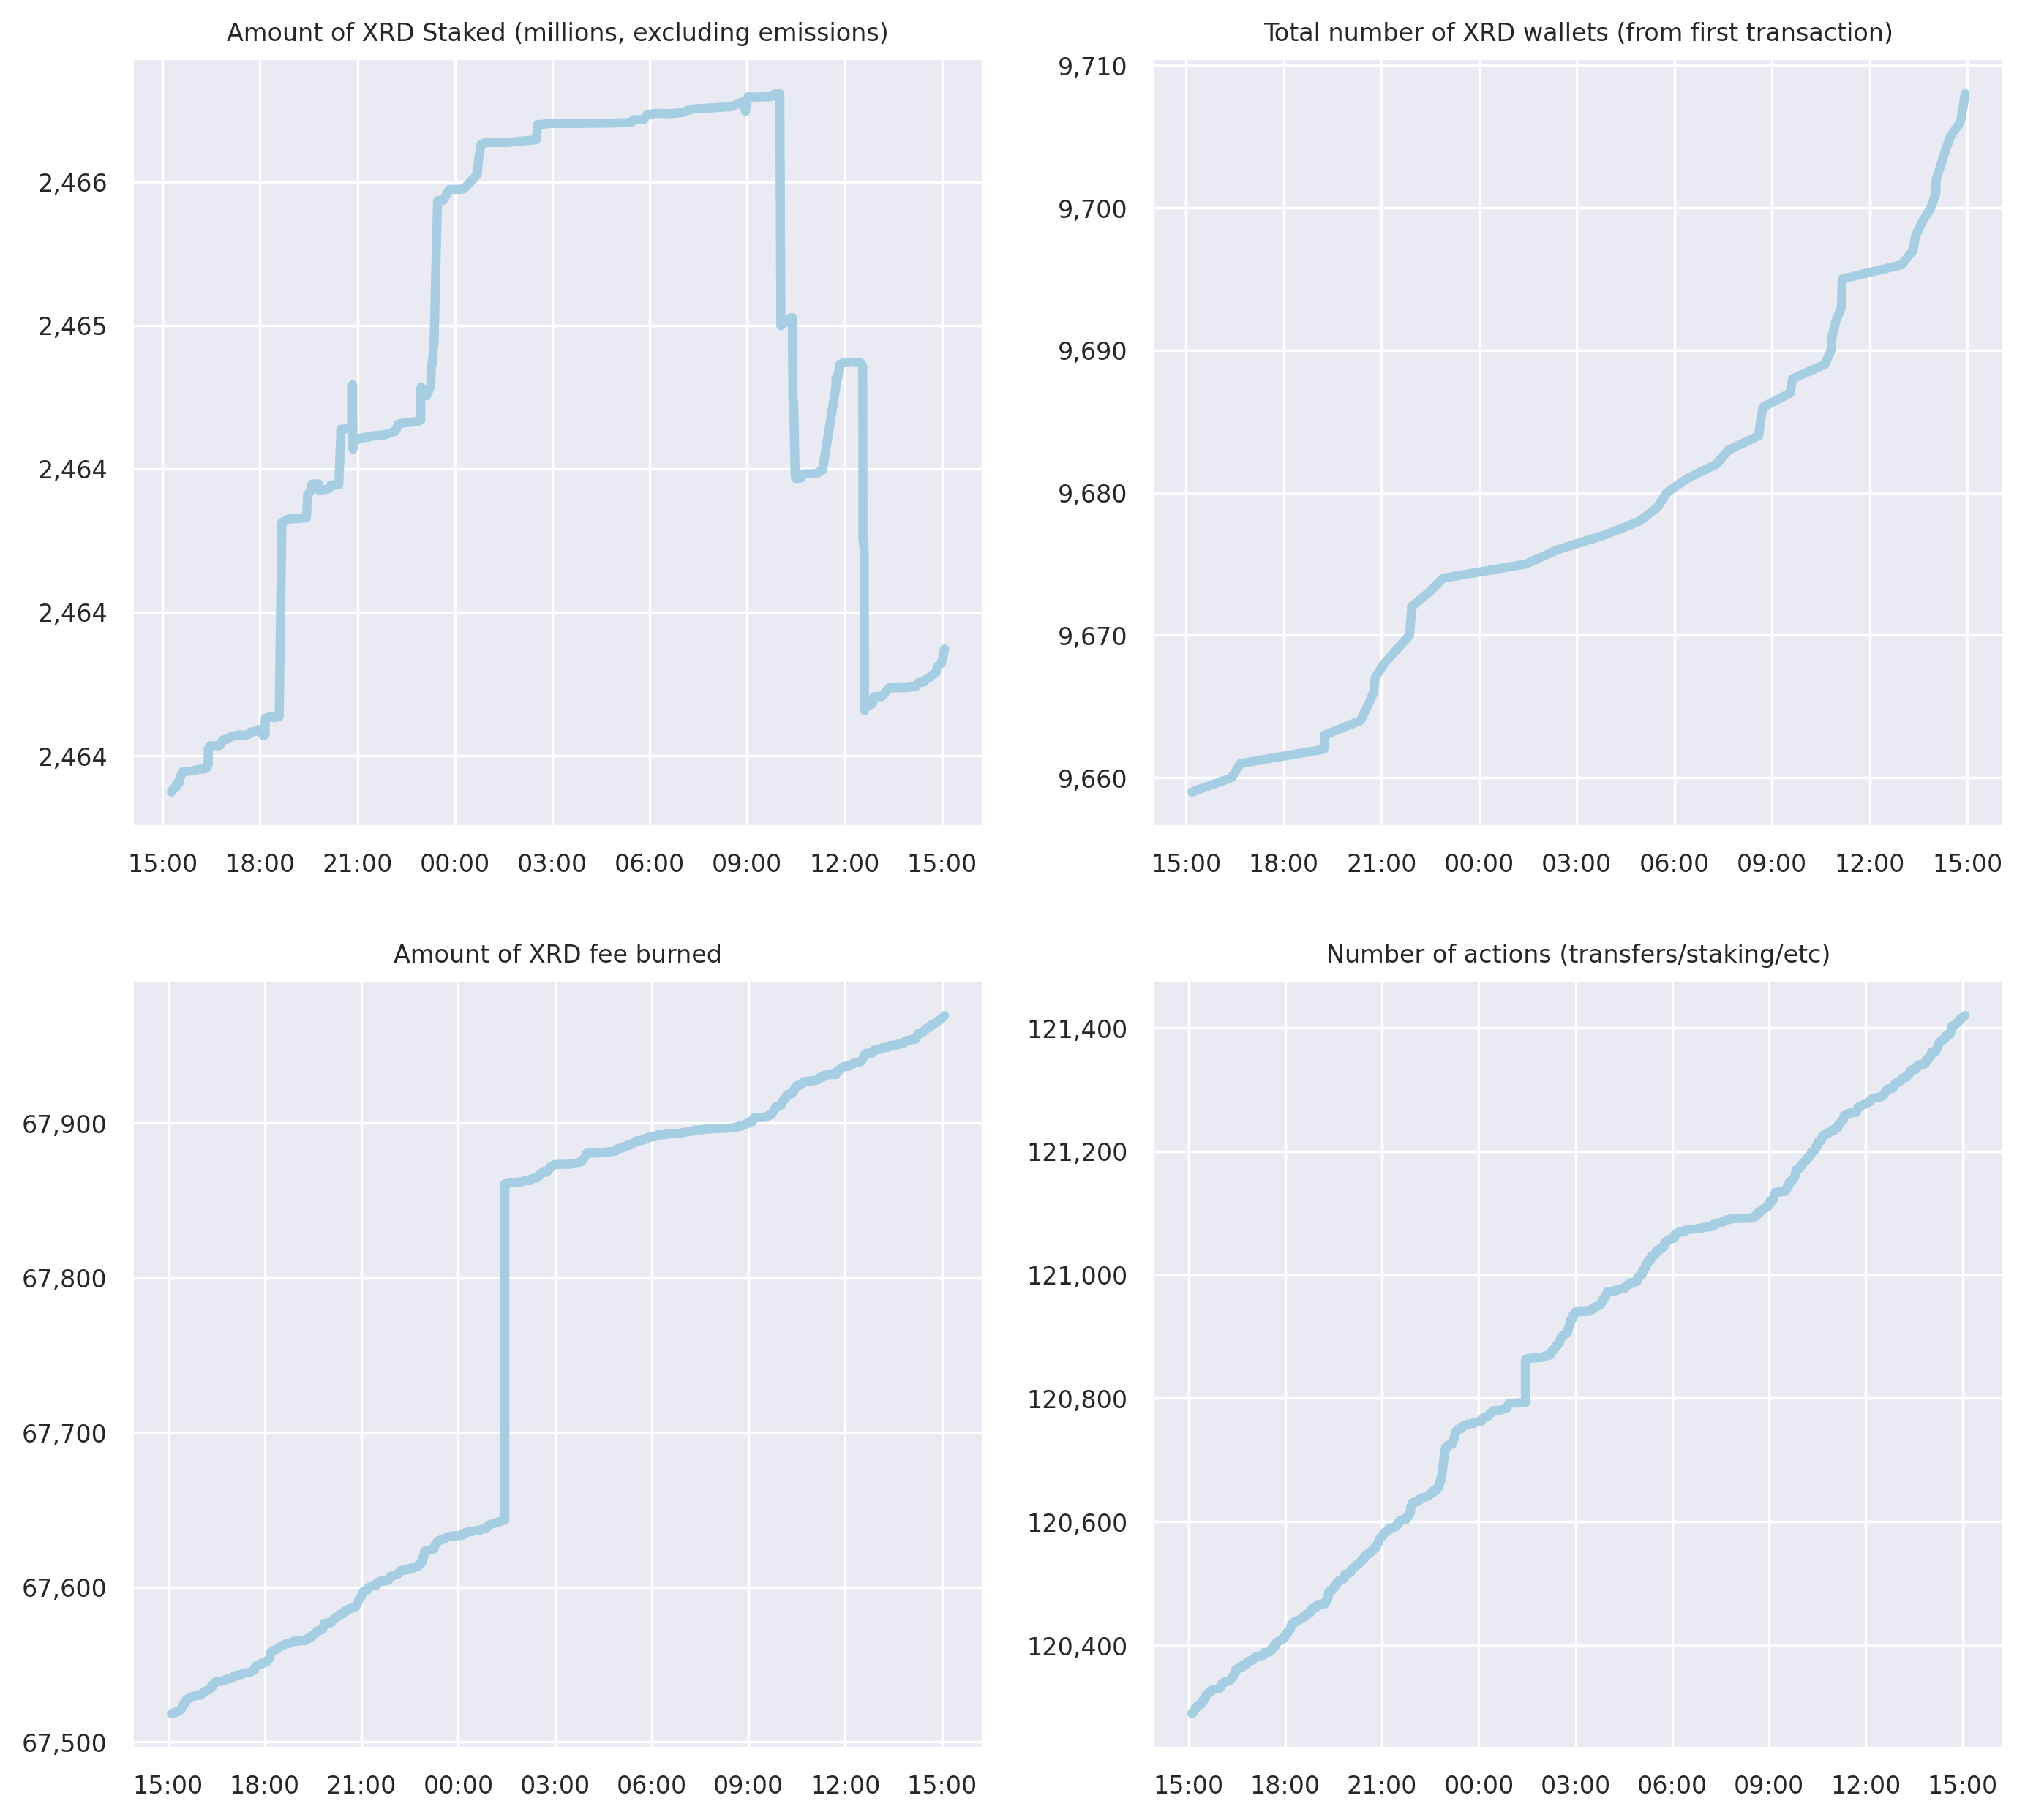 Amount of XRD Staked (millions, excluding emissions)
2,466
2,465
2,464
2,464
2,464
15:00 18:00 21:00 00:00 03:00 06:00 09:00 12:00 15:00
Total number of XRD wallets (from first transaction)
9,710
9,700
9,690
9,680
9,670
9,660
15:00 18:00 21:00 00:00 03:00 06:00 09:00 12:00 15:00
Amount of XRD fee burned
67,900
67,800
67,700
67,600
67,500
15:00 18:00 21:00 00:00 03:00 06:00 09:00 12:00 15:00
Number of actions (transfers/staking/etc)
121,400
121,200
121,000
120,800
120,600
120,400
15:00 18:00 21:00 00:00 03:00 06:00 09:00 12:00 15:00